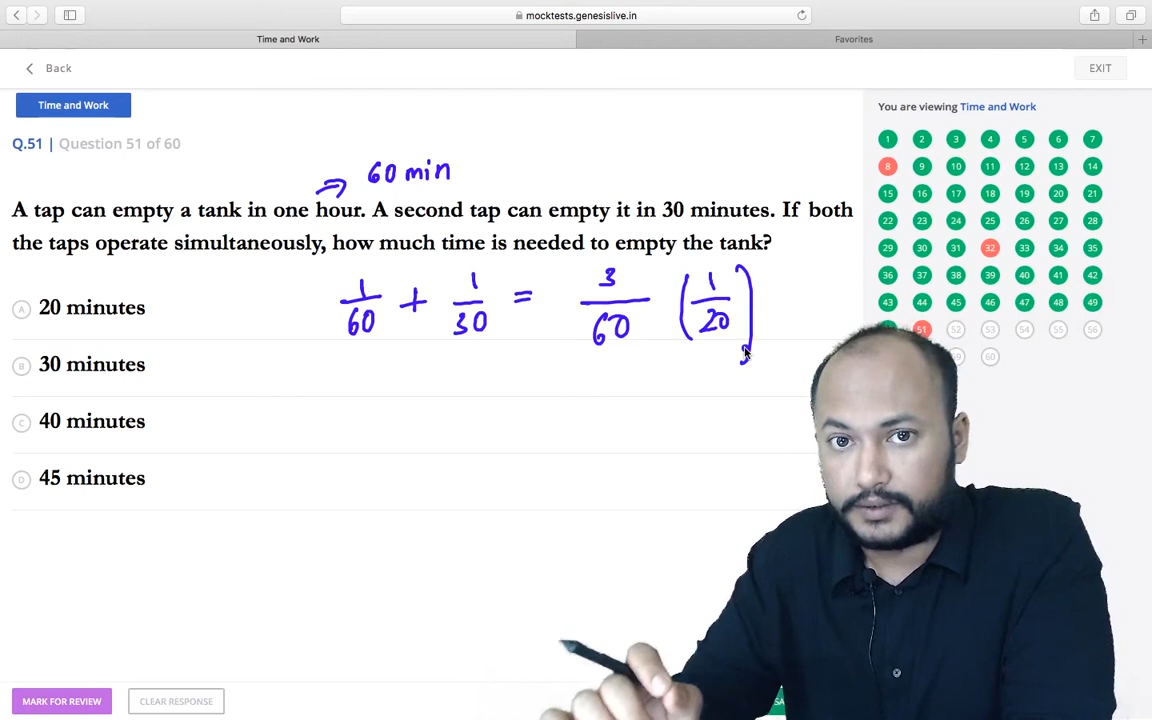 mocktests.genesislive.in
Time and Work
Favorites
Back
EXIT
Time and Work
You are viewing Time and Work
Q.51 | Question 51 of 60
1 2 3 4 5 6 7
8 9 10 11 12 13 14
15 16 17 18 19 20 21
22 23 24 25 26 27 28
29 30 31 32 33 34 35
36 37 38 39 40 41 42
43 44 45 46 47 48 49
51 52 53 54 55 56
60
⇒ 60 min
A tap can empty a tank in one hour. A second tap can empty it in 30 minutes. If both
the taps operate simultaneously, how much time is needed to empty the tank?
1/60 + 1/30 = 3/60 (1/20)
A 20 minutes
B 30 minutes
C 40 minutes
D 45 minutes
MARK FOR REVIEW
CLEAR RESPONSE